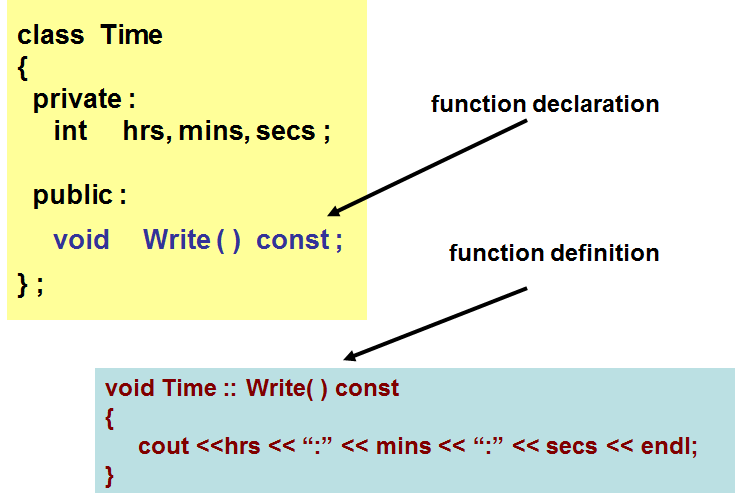 class Time
{
private :
int hrs, mins, secs ;
public :
void Write ( ) const ;
} ;
function declaration
function definition
void Time :: Write( ) const
{
cout <<hrs << “:” << mins << “:” << secs << endl;
}